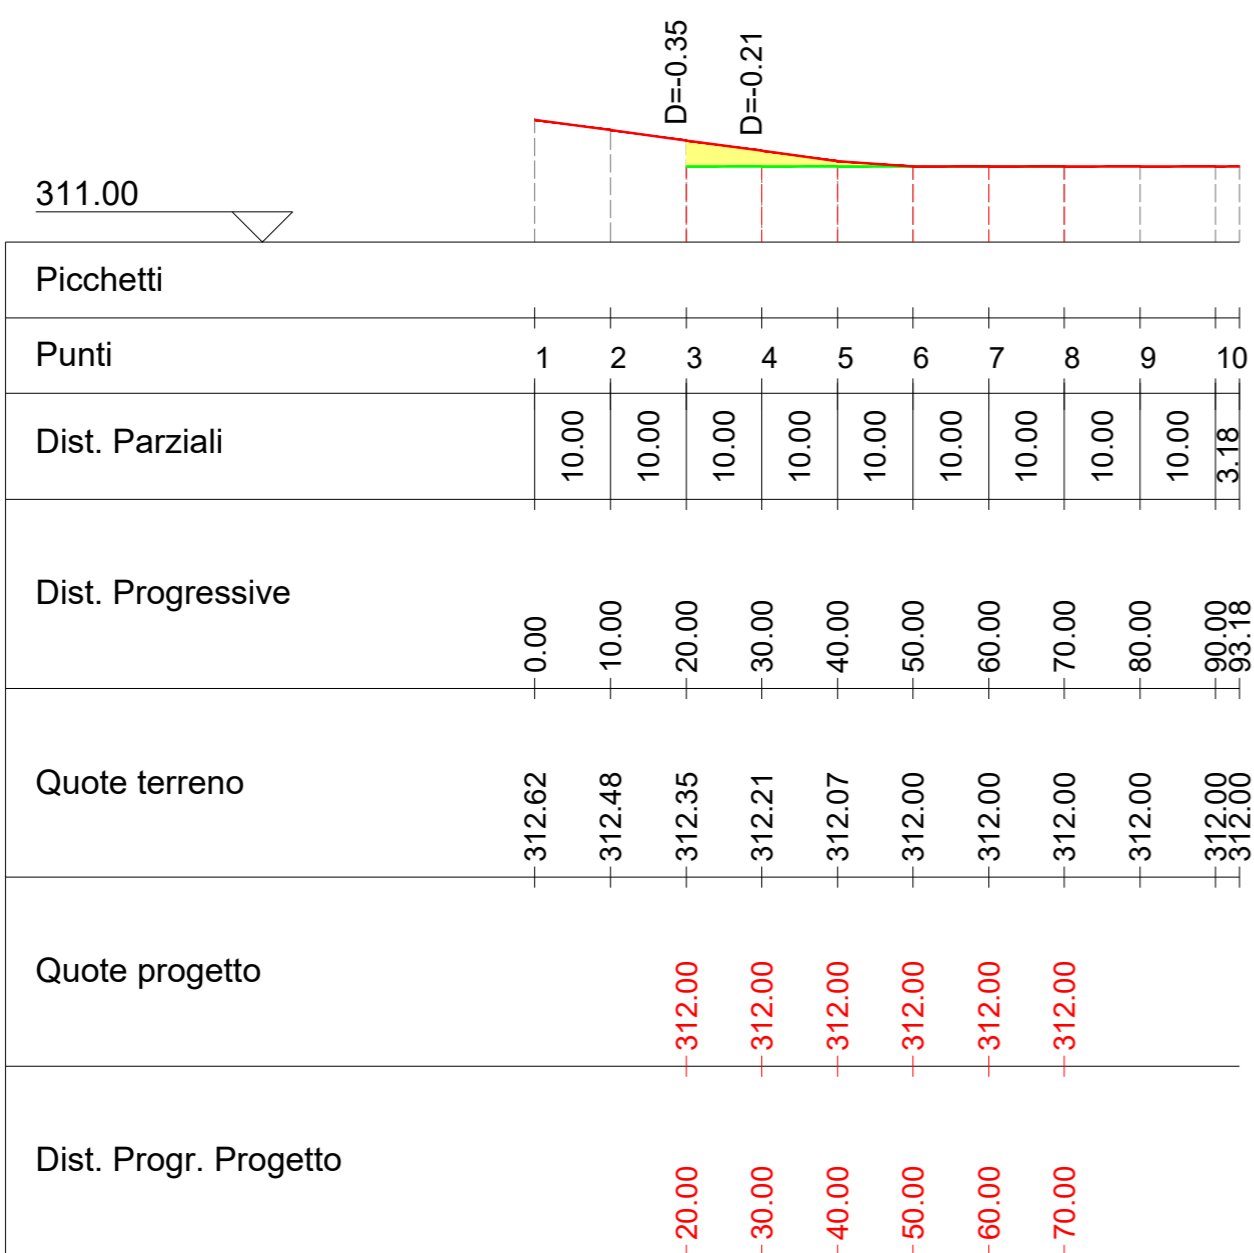 D=-0.35
D=-0.21
311.00
Picchetti
Punti 1 2 3 4 5 6 7 8 9 10
Dist. Parziali 10.00 10.00 10.00 10.00 10.00 10.00 10.00 10.00 10.00 3.18
Dist. Progressive 0.00 10.00 20.00 30.00 40.00 50.00 60.00 70.00 80.00 90.00 93.18
Quote terreno 312.62 312.48 312.35 312.21 312.07 312.00 312.00 312.00 312.00 312.00 312.00
Quote progetto 312.00 312.00 312.00 312.00 312.00 312.00
Dist. Progr. Progetto 20.00 30.00 40.00 50.00 60.00 70.00